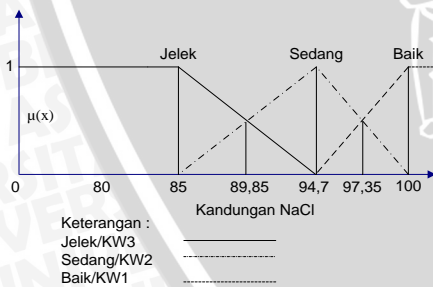 Jelek Sedang Baik
1
μ(x)
0 80 85 89,85 94,7 97,35 100
Kandungan NaCl
Keterangan :
Jelek/KW3
Sedang/KW2
Baik/KW1